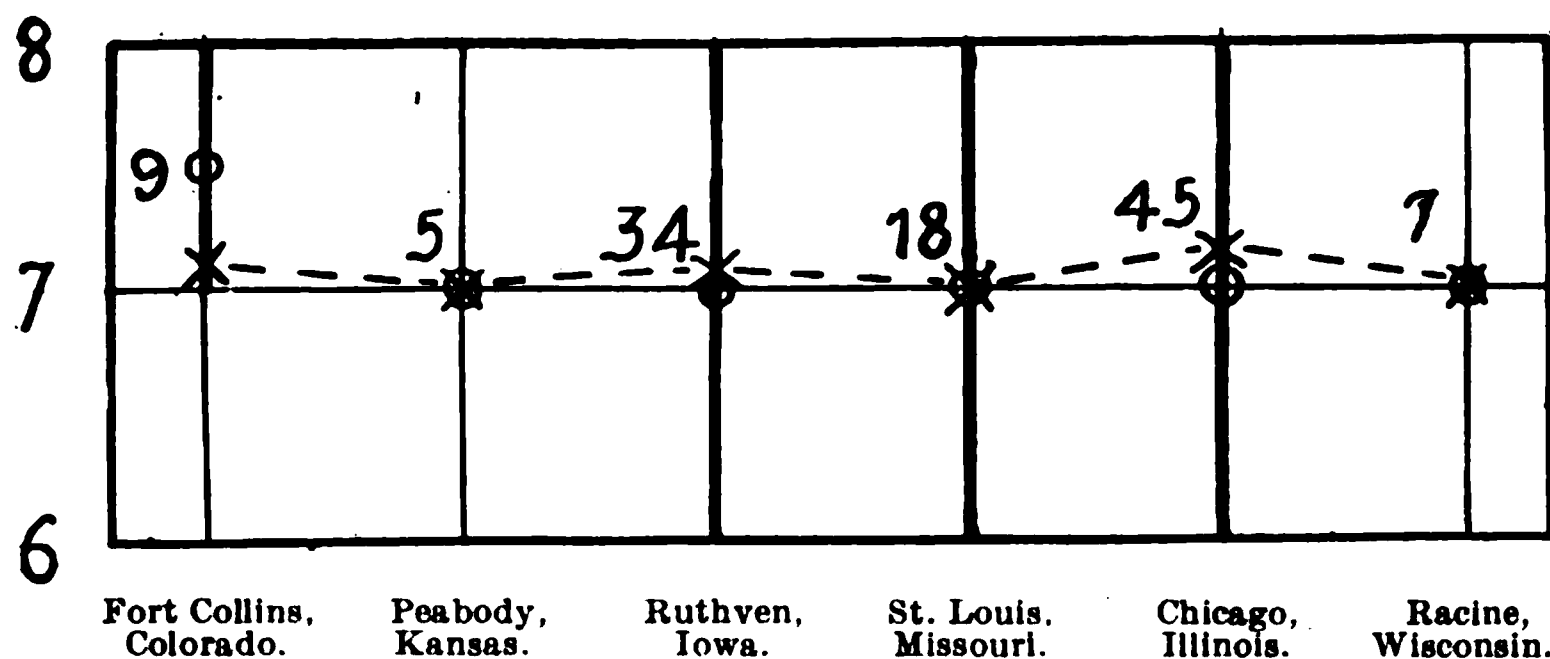 8
9
5
34
18
45
1
7
6
Fort Collins, Colorado.
Peabody, Kansas.
Ruthven, Iowa.
St. Louis. Missouri.
Chicago, Illinois.
Racine, Wisconsin.